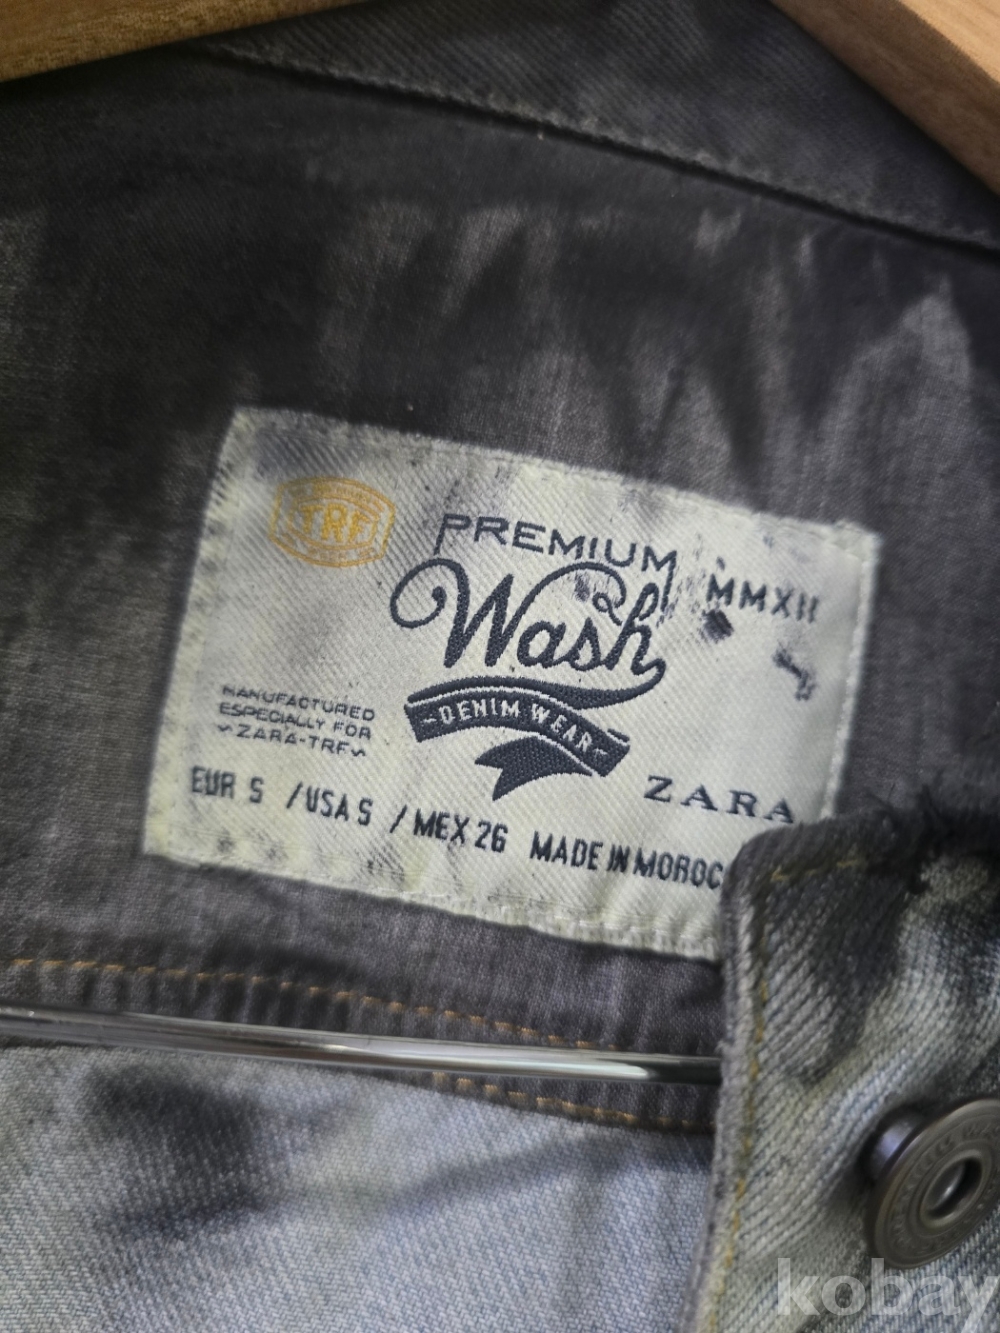 TRF
PREMIUM
Wash
MMXII
~DENIM WEAR~
MANUFACTURED
ESPECIALLY FOR
~ZARA-TRF~
ZARA
EUR S / USA S / MEX 26 MADE IN MOROC
kobay